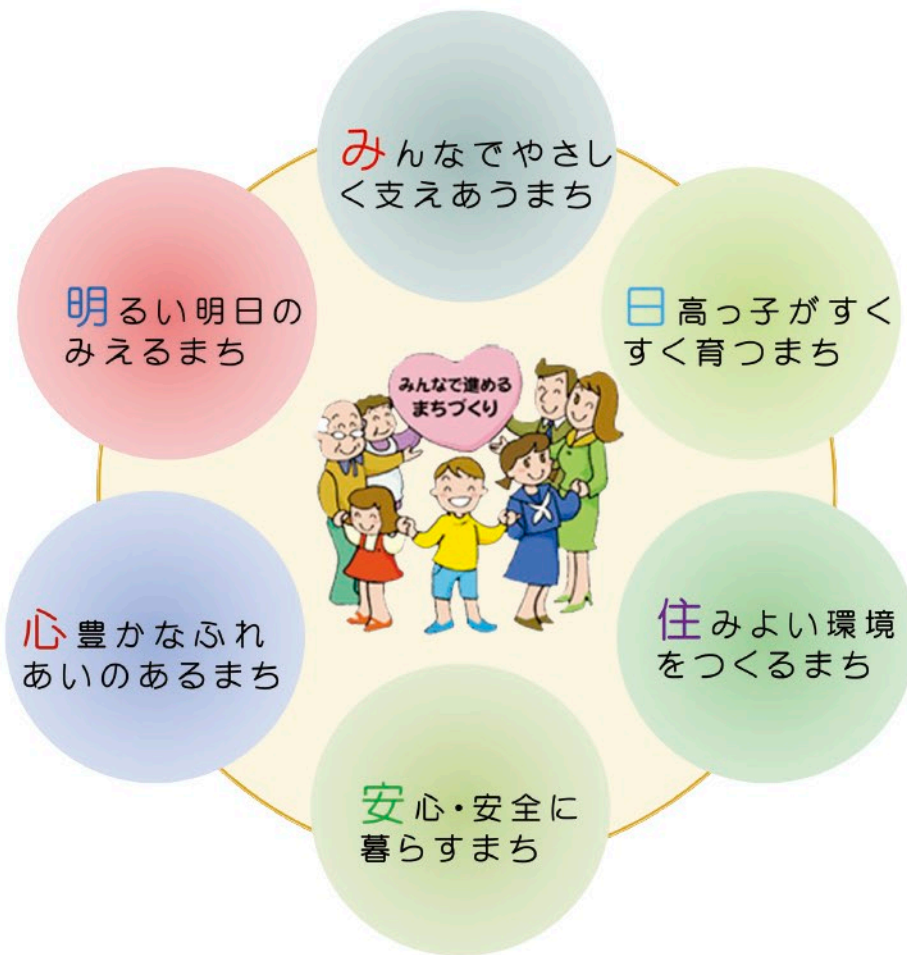 みんなでやさし
く支えあうまち
日高っ子がすく
すく育つまち
住みよい環境
をつくるまち
安心・安全に
暮らすまち
心豊かなふれ
あいのあるまち
明るい明日の
みえるまち
みんなで進める
まちづくり